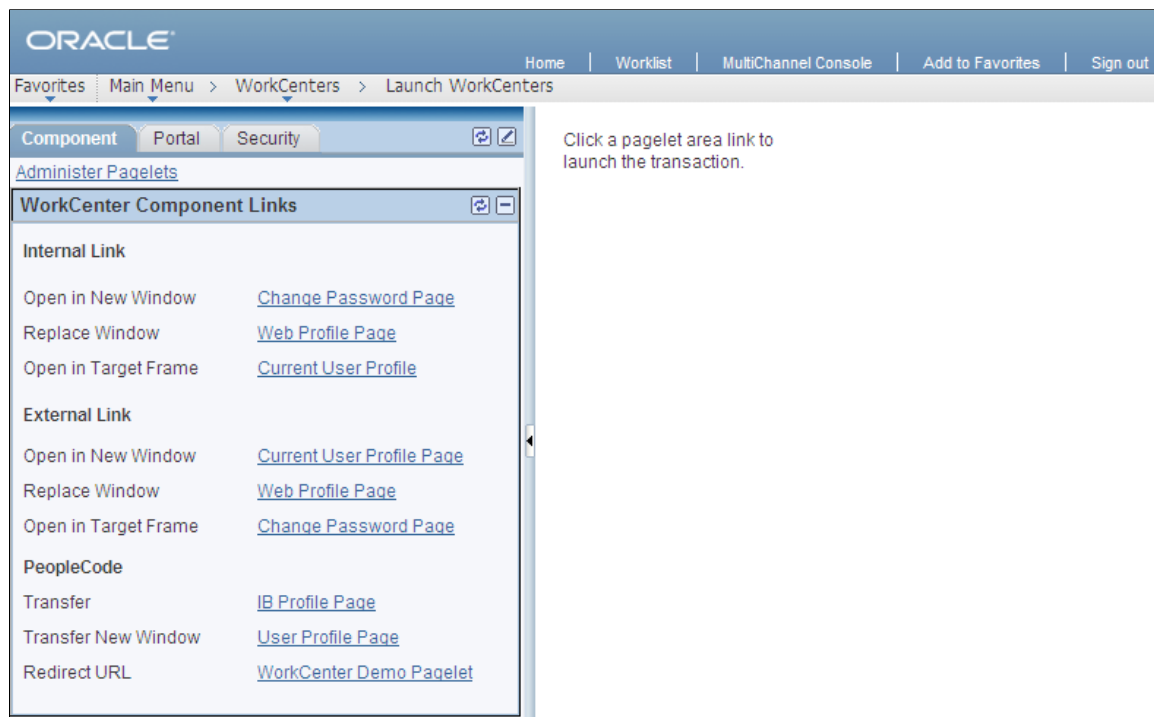 ORACLE
Home | Worklist | MultiChannel Console | Add to Favorites | Sign out
Favorites Main Menu > WorkCenters > Launch WorkCenters
Component Portal Security
Administer Pagelets
WorkCenter Component Links
Internal Link
Open in New Window Change Password Page
Replace Window Web Profile Page
Open in Target Frame Current User Profile
External Link
Open in New Window Current User Profile Page
Replace Window Web Profile Page
Open in Target Frame Change Password Page
PeopleCode
Transfer IB Profile Page
Transfer New Window User Profile Page
Redirect URL WorkCenter Demo Pagelet
Click a pagelet area link to
launch the transaction.